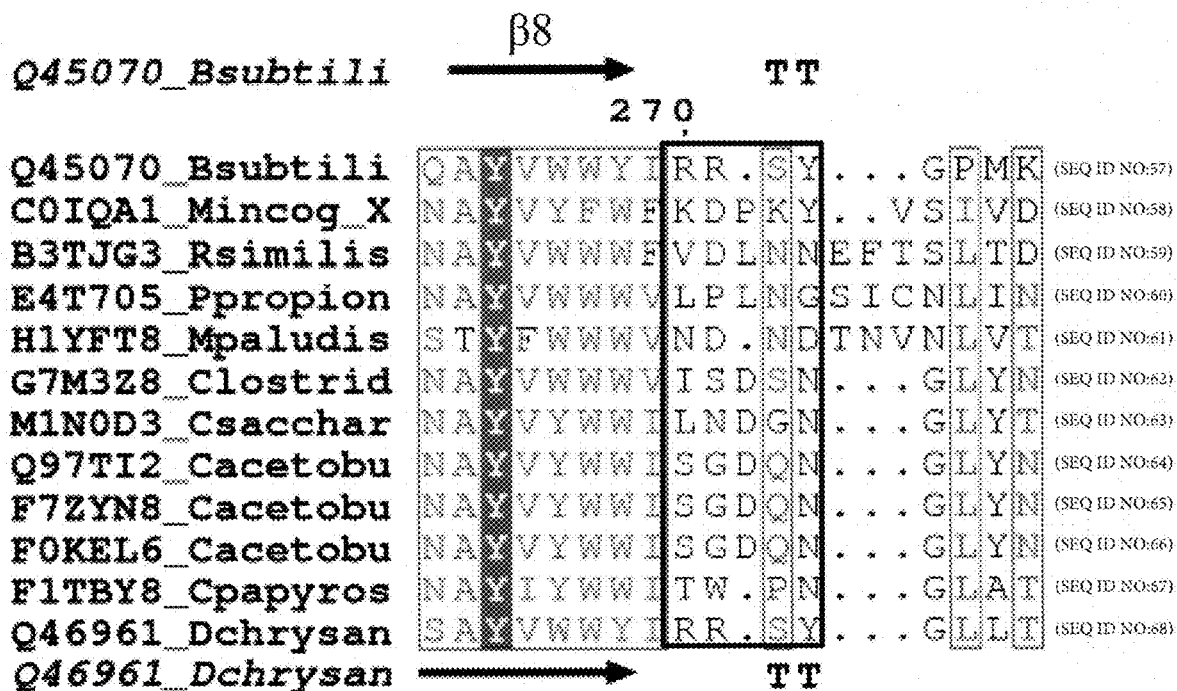 β8
Q45070_Bsubtili TT
270
Q45070_Bsubtili QAYVWWYIRR.SY...GPMK (SEQ ID NO:57)
C0IQA1_Mincog_X NAYVYFWFKDPKY..VSIVD (SEQ ID NO:58)
B3TJG3_Rsimilis NAYVWWFVDLNNEFTSLTD (SEQ ID NO:59)
E4T705_Ppropion NAYVWWWVLPLNGSICNLIN (SEQ ID NO:60)
H1YFT8_Mpaludis STYFWWWVND.NDTNVNLVT (SEQ ID NO:61)
G7M3Z8_Clostrid NAYVWWWVISDSN...GLYN (SEQ ID NO:62)
M1N0D3_Csacchar NAYVYWWILNDGN...GLYT (SEQ ID NO:63)
Q97TI2_Cacetobu NAYVYWWISGDQN...GLYN (SEQ ID NO:64)
F7ZYN8_Cacetobu NAYVYWWISGDQN...GLYN (SEQ ID NO:65)
F0KEL6_Cacetobu NAYVYWWISGDQN...GLYN (SEQ ID NO:66)
F1TBY8_Cpapyros NAYIYWWITW.PN...GLAT (SEQ ID NO:67)
Q46961_Dchrysan SAYVWWYIRR.SY...GLLT (SEQ ID NO:68)
Q46961_Dchrysan TT